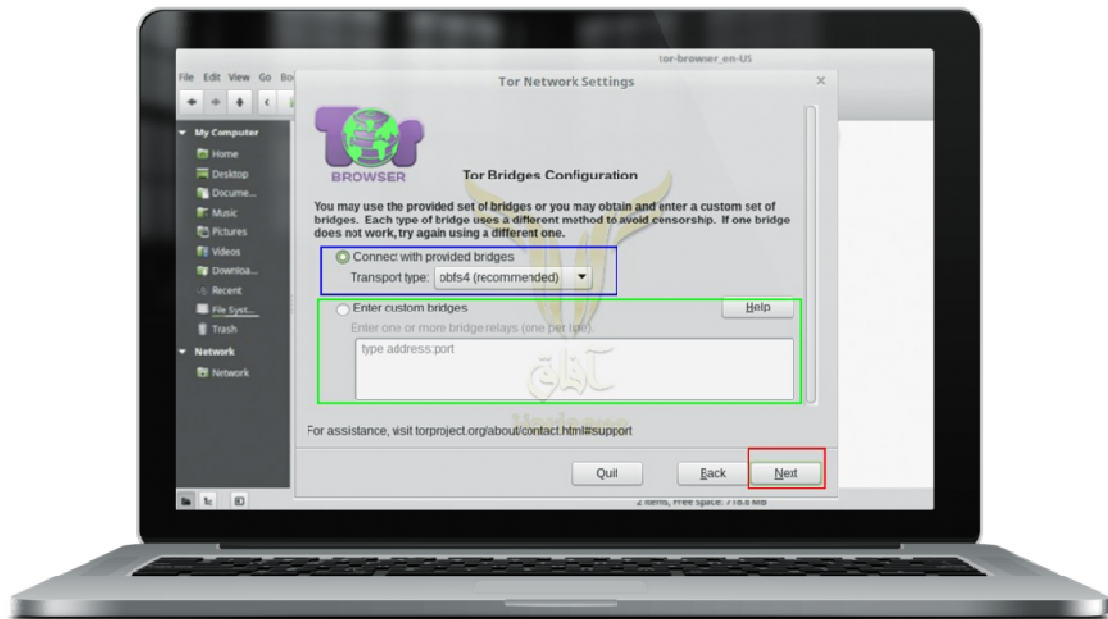 tor-browser_en-US
File Edit View Go Bo
Tor Network Settings
My Computer
Home
Desktop
Docume...
Music
Pictures
Videos
Downloa...
Recent
File Syst...
Trash
Network
Network
Tor
BROWSER
Tor Bridges Configuration
You may use the provided set of bridges or you may obtain and enter a custom set of
bridges. Each type of bridge uses a different method to avoid censorship. If one bridge
does not work, try again using a different one.
Connect with provided bridges
Transport type: obfs4 (recommended)
Enter custom bridges
Help
Enter one or more bridge relays (one per line).
type address:port
آفاق
For assistance, visit torproject.org/about/contact.html#support
Quit
Back
Next
2 items, Free space: 718.8 MB